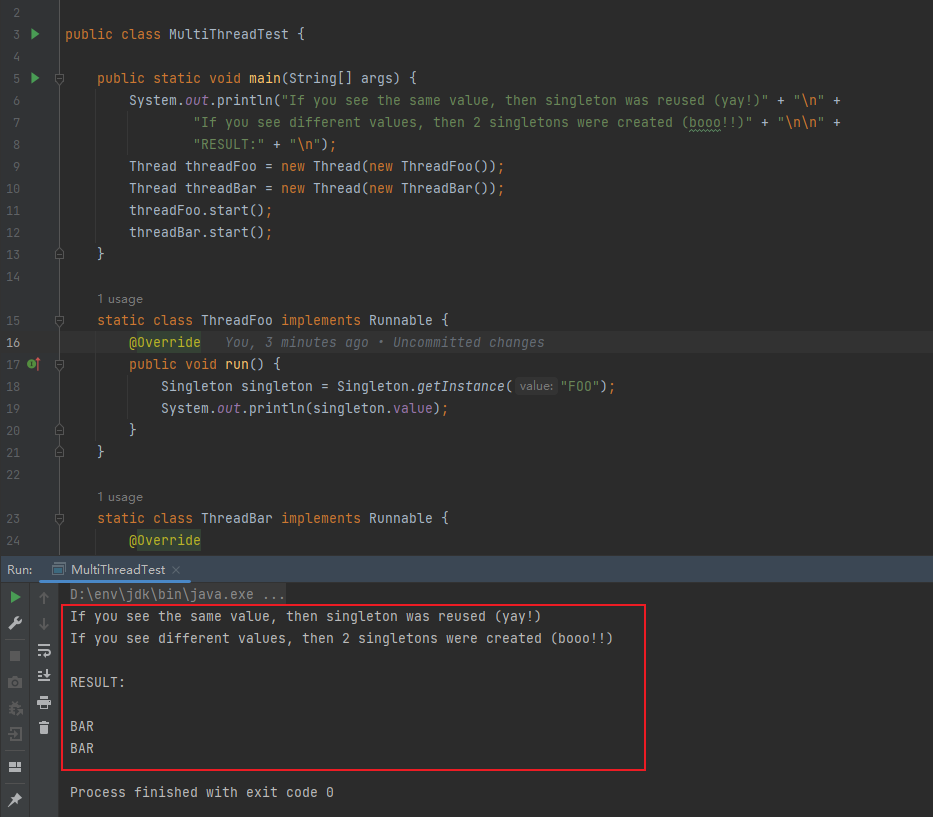 2
3 public class MultiThreadTest {
4
5 public static void main(String[] args) {
6 System.out.println("If you see the same value, then singleton was reused (yay!)" + "\n" +
7 "If you see different values, then 2 singletons were created (booo!!)" + "\n\n" +
8 "RESULT:" + "\n");
9 Thread threadFoo = new Thread(new ThreadFoo());
10 Thread threadBar = new Thread(new ThreadBar());
11 threadFoo.start();
12 threadBar.start();
13 }
14
1 usage
15 static class ThreadFoo implements Runnable {
16 @Override You, 3 minutes ago • Uncommitted changes
17 public void run() {
18 Singleton singleton = Singleton.getInstance( value: "FOO");
19 System.out.println(singleton.value);
20 }
21 }
22
1 usage
23 static class ThreadBar implements Runnable {
24 @Override
Run: MultiThreadTest ×
D:\env\jdk\bin\java.exe ...
If you see the same value, then singleton was reused (yay!)
If you see different values, then 2 singletons were created (booo!!)
RESULT:
BAR
BAR
Process finished with exit code 0